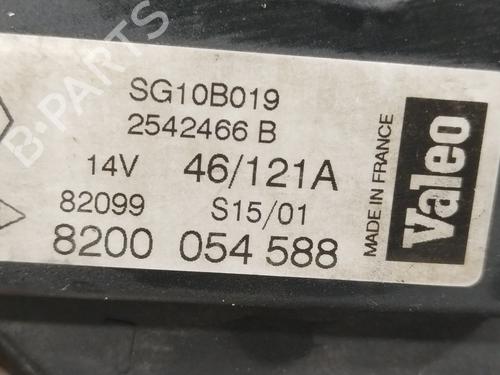 SG10B019
2542466 B
14V 46/121A
82099 S15/01
8200 054 588
MADE IN FRANCE
Valeo
B-PARTS